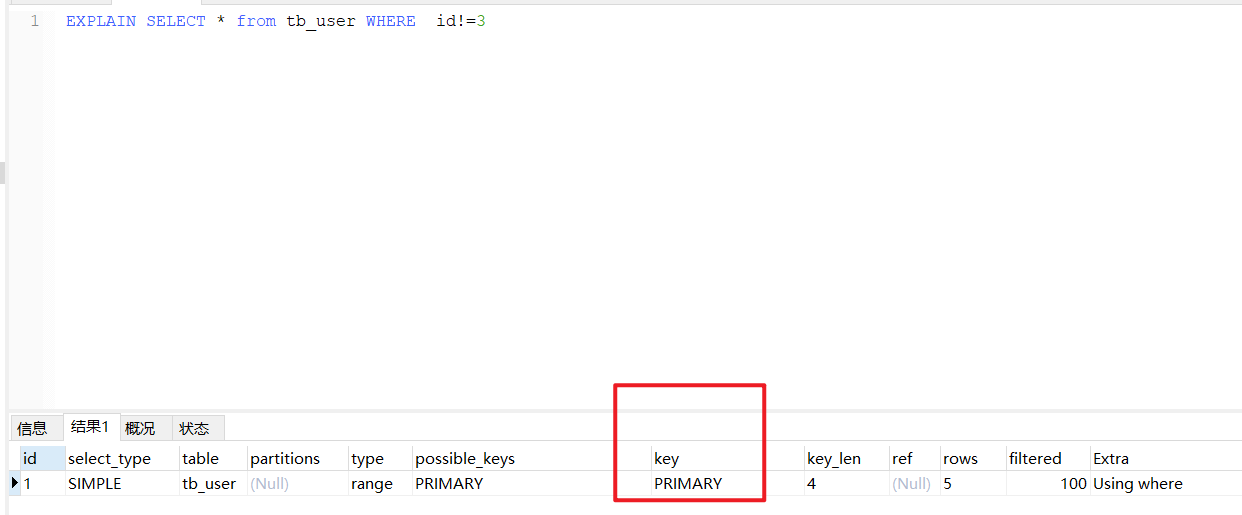 1 EXPLAIN SELECT * from tb_user WHERE  id!=3
信息 结果1 概况 状态
id select_type table partitions type possible_keys key key_len ref rows filtered Extra
1 SIMPLE tb_user (Null) range PRIMARY PRIMARY 4 (Null) 5 100 Using where